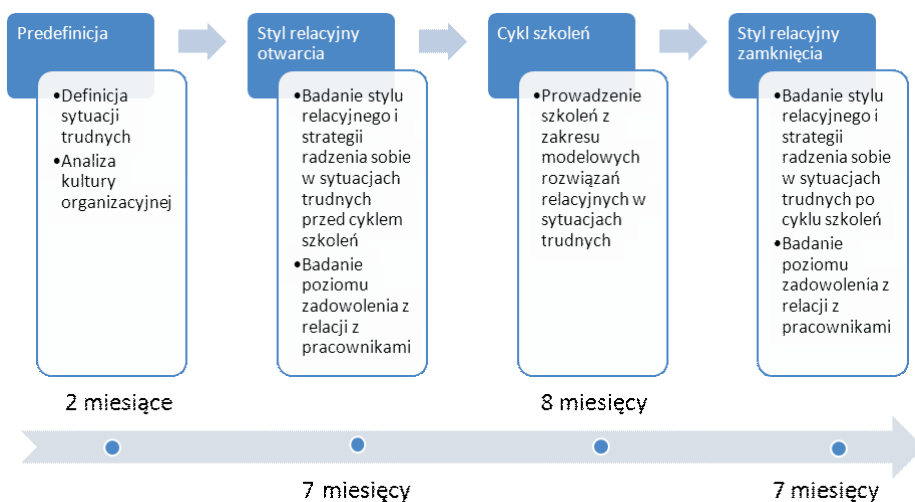 Predefinicja
•Definicja
sytuacji
trudnych
•Analiza
kultury
organizacyjnej
Styl relacyjny
otwarcia
•Badanie stylu
relacyjnego i
strategii
radzenia sobie
w sytuacjach
trudnych
przed cyklem
szkoleń
•Badanie
poziomu
zadowolenia z
relacji z
pracownikami
Cykl szkoleń
•Prowadzenie
szkoleń z
zakresu
modelowych
rozwiązań
relacyjnych w
sytuacjach
trudnych
Styl relacyjny
zamknięcia
•Badanie stylu
relacyjnego i
strategii
radzenia sobie
w sytuacjach
trudnych po
cyklu szkoleń
•Badanie
poziomu
zadowolenia z
relacji z
pracownikami
2 miesiące
8 miesięcy
7 miesięcy
7 miesięcy